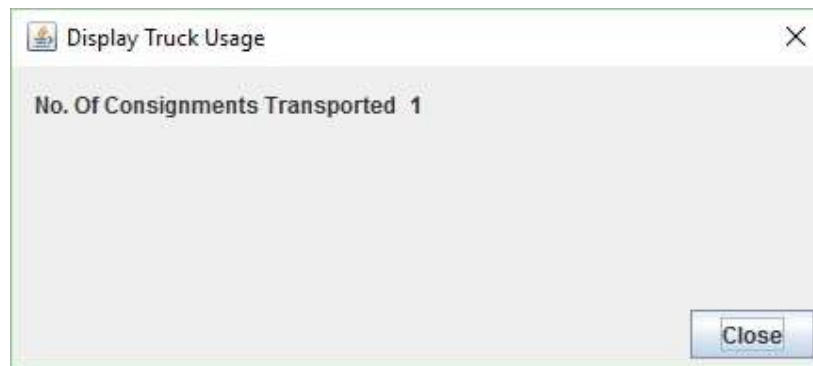 Display Truck Usage
No. Of Consignments Transported 1
Close